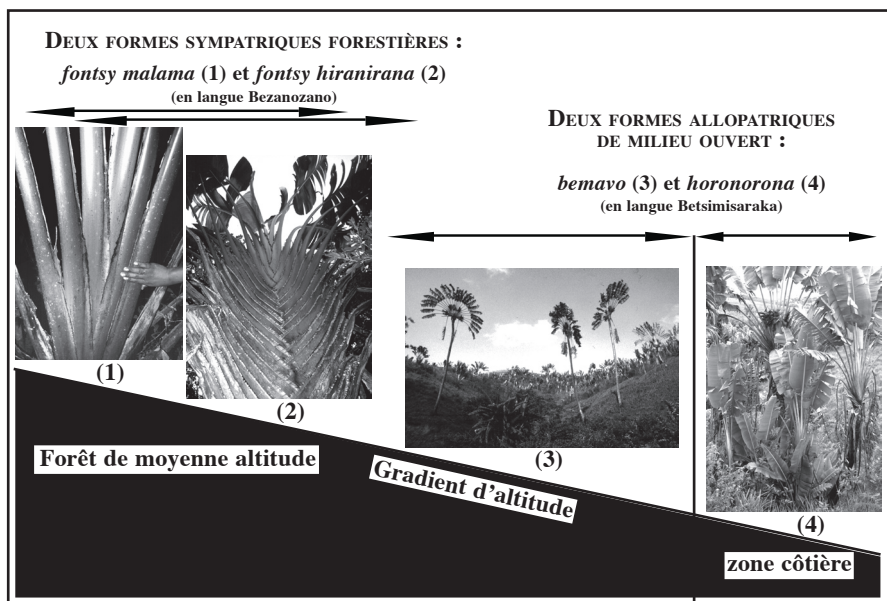 DEUX FORMES SYMPATRIQUES FORESTIÈRES :
fontsy malama (1) et fontsy hiranirana (2)
(en langue Bezanozano)
DEUX FORMES ALLOPATRIQUES
DE MILIEU OUVERT :
bemavo (3) et horonorona (4)
(en langue Betsimisaraka)
(1)
(2)
(3)
(4)
Forêt de moyenne altitude
Gradient d'altitude
zone côtière